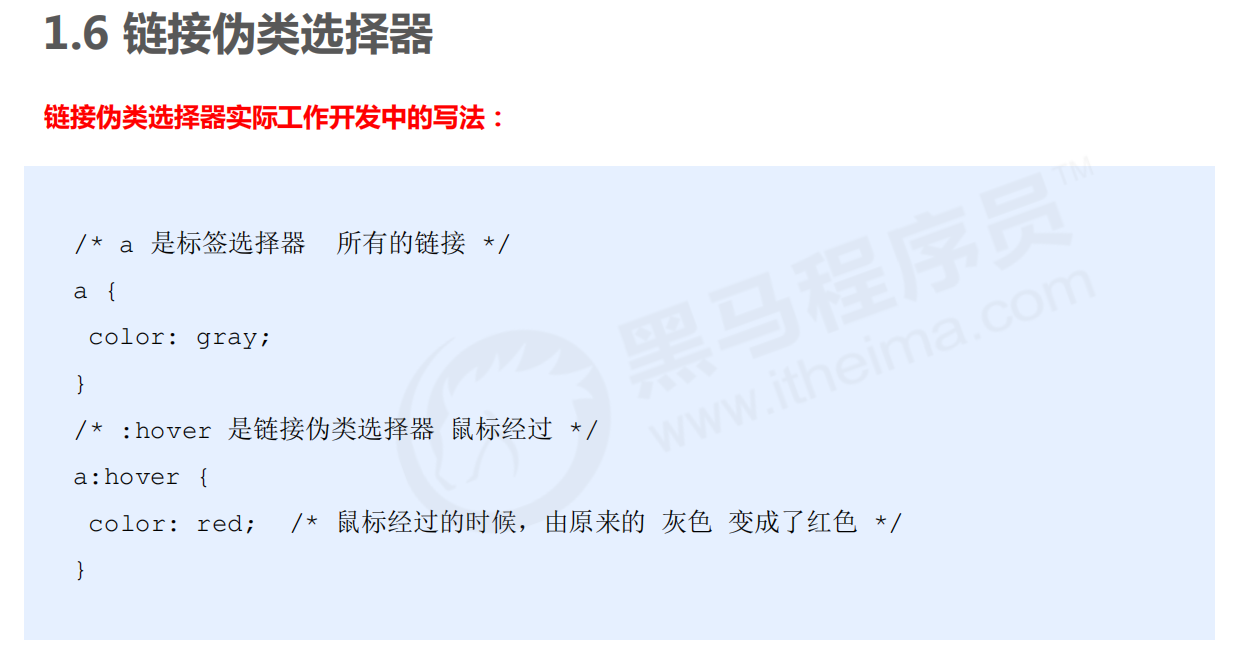 1.6 链接伪类选择器
链接伪类选择器实际工作开发中的写法：
/* a 是标签选择器  所有的链接 */
a {
 color: gray;
}
/* :hover 是链接伪类选择器 鼠标经过 */
a:hover {
 color: red;  /* 鼠标经过的时候，由原来的 灰色 变成了红色 */
}
黑马程序员™
www.itheima.com